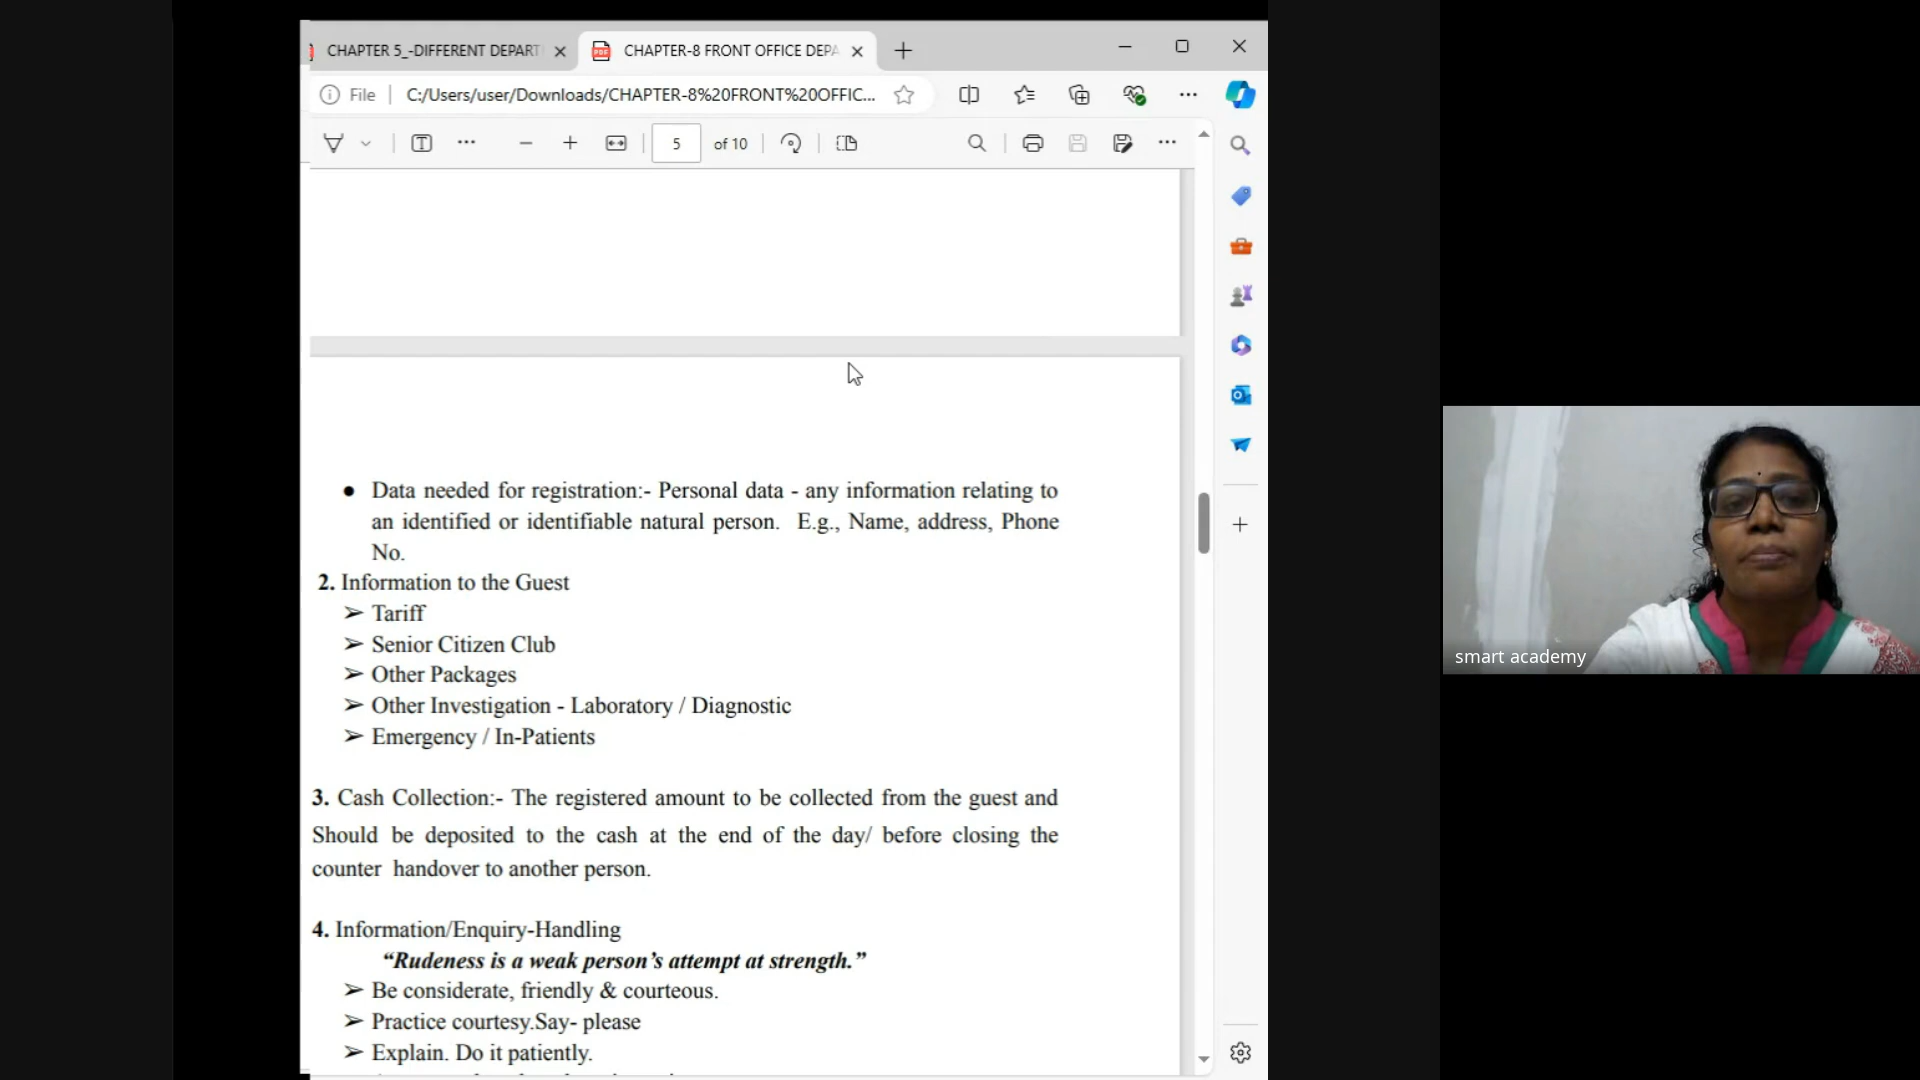 CHAPTER 5_-DIFFERENT DEPART
CHAPTER-8 FRONT OFFICE DEPA
File
C:/Users/user/Downloads/CHAPTER-8%20FRONT%20OFFIC...
5 of 10
● Data needed for registration:- Personal data - any information relating to
an identified or identifiable natural person. E.g., Name, address, Phone
No.
2. Information to the Guest
➢ Tariff
➢ Senior Citizen Club
➢ Other Packages
➢ Other Investigation - Laboratory / Diagnostic
➢ Emergency / In-Patients
3. Cash Collection:- The registered amount to be collected from the guest and
Should be deposited to the cash at the end of the day/ before closing the
counter handover to another person.
4. Information/Enquiry-Handling
“Rudeness is a weak person’s attempt at strength.”
➢ Be considerate, friendly & courteous.
➢ Practice courtesy.Say- please
➢ Explain. Do it patiently.
smart academy